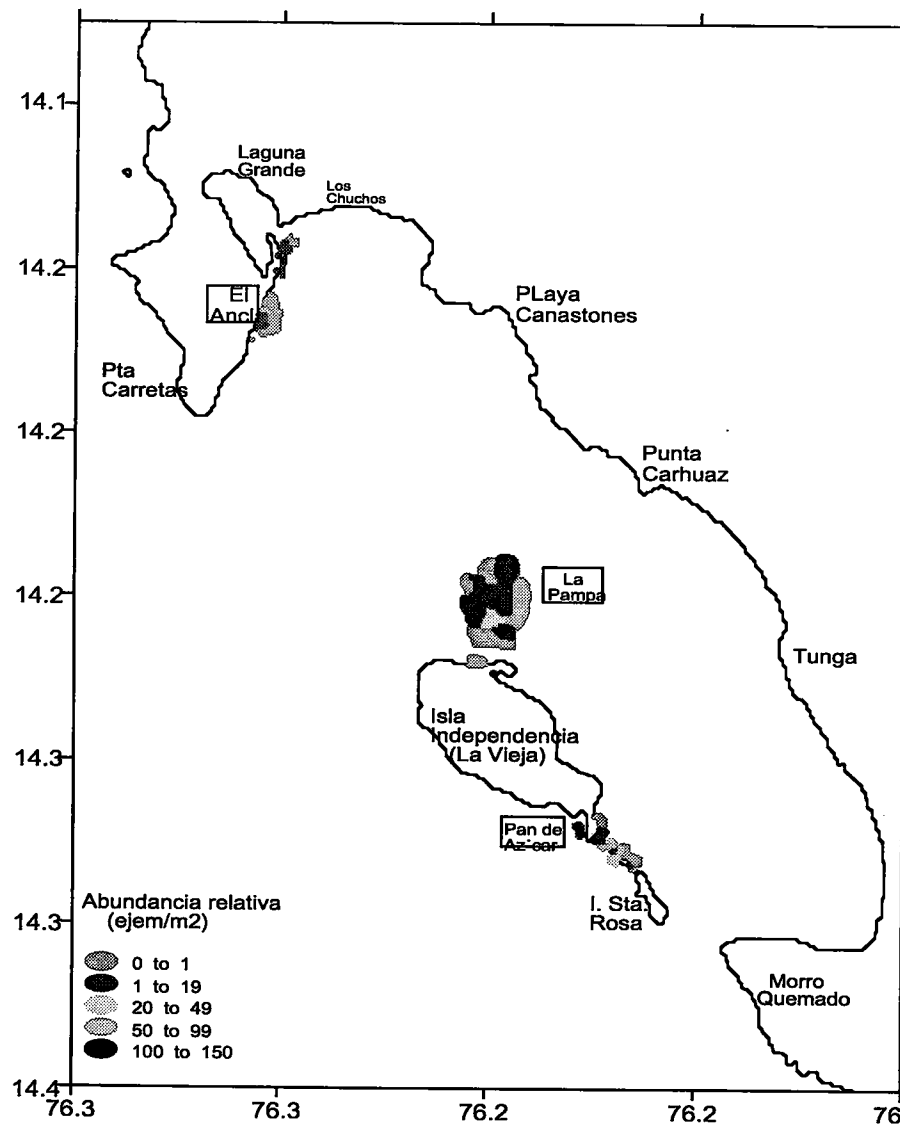 14.1
Laguna
Grande
Los
Chuchos
14.2
El
Ancl
PLaya
Canastones
Pta
Carretas
14.2
Punta
Carhuaz
14.2
La
Pampa
Tunga
Isla
Independencia
(La Vieja)
14.3
Pan de
Az˙car
Abundancia relativa
(ejem/m2)
I. Sta.
Rosa
14.3
0 to 1
1 to 19
20 to 49
50 to 99
100 to 150
Morro
Quemado
14.4
76.3
76.3
76.2
76.2
76